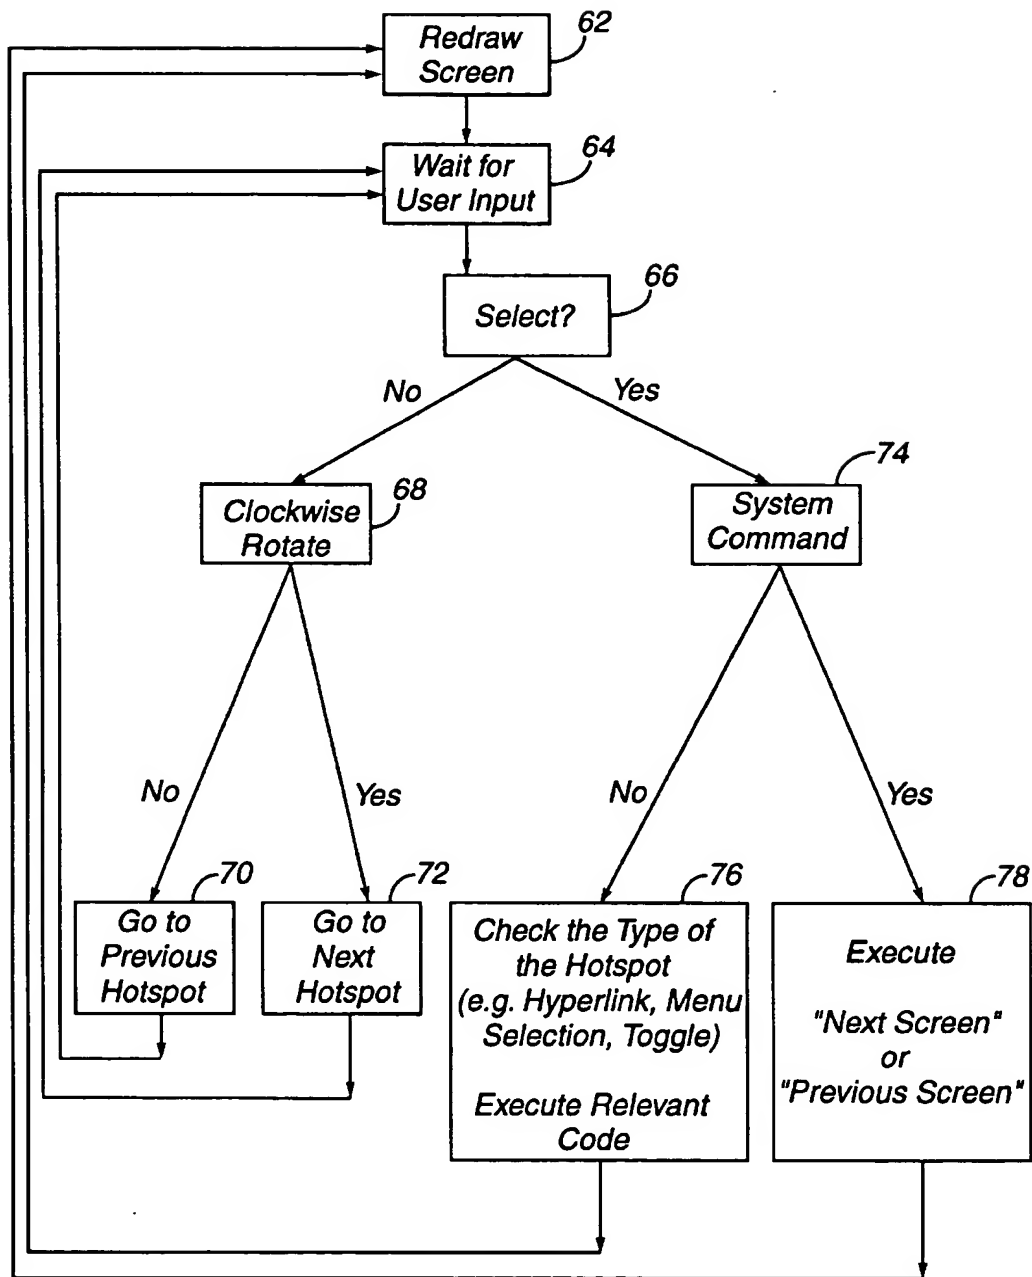 Redraw
Screen
62
Wait for
User Input
64
Select?
66
No
Yes
Clockwise
Rotate
68
System
Command
74
No
Yes
No
Yes
Go to
Previous
Hotspot
70
Go to
Next
Hotspot
72
Check the Type of
the Hotspot
(e.g. Hyperlink, Menu
Selection, Toggle)
Execute Relevant
Code
76
Execute
"Next Screen"
or
"Previous Screen"
78